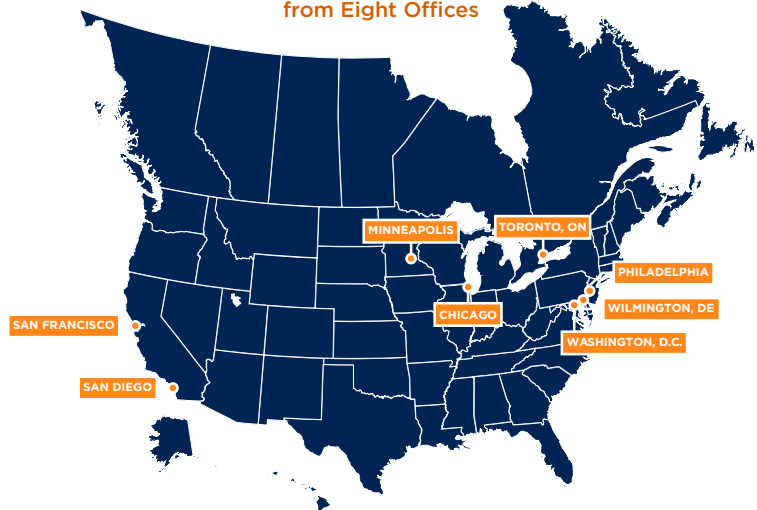 from Eight Offices
MINNEAPOLIS
TORONTO, ON
PHILADELPHIA
WILMINGTON, DE
CHICAGO
SAN FRANCISCO
WASHINGTON, D.C.
SAN DIEGO